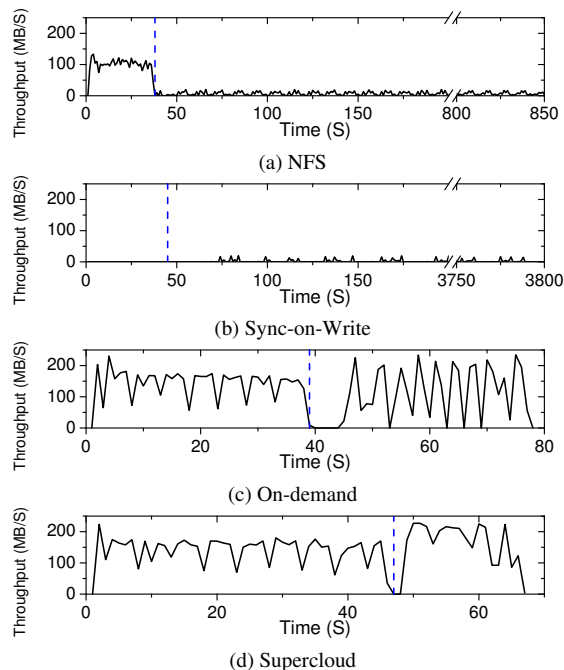 Throughput (MB/S)
200
100
0
0 50 100 150 800 850
Time (S)
(a) NFS
Throughput (MB/S)
200
100
0
0 50 100 150 3750 3800
Time (S)
(b) Sync-on-Write
Throughput (MB/S)
200
100
0
0 20 40 60 80
Time (S)
(c) On-demand
Throughput (MB/S)
200
100
0
0 20 40 60
Time (S)
(d) Supercloud